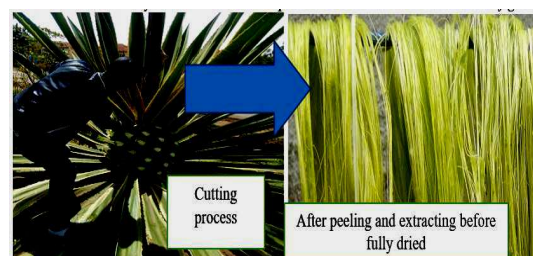 Cutting
process
After peeling and extracting before
fully dried